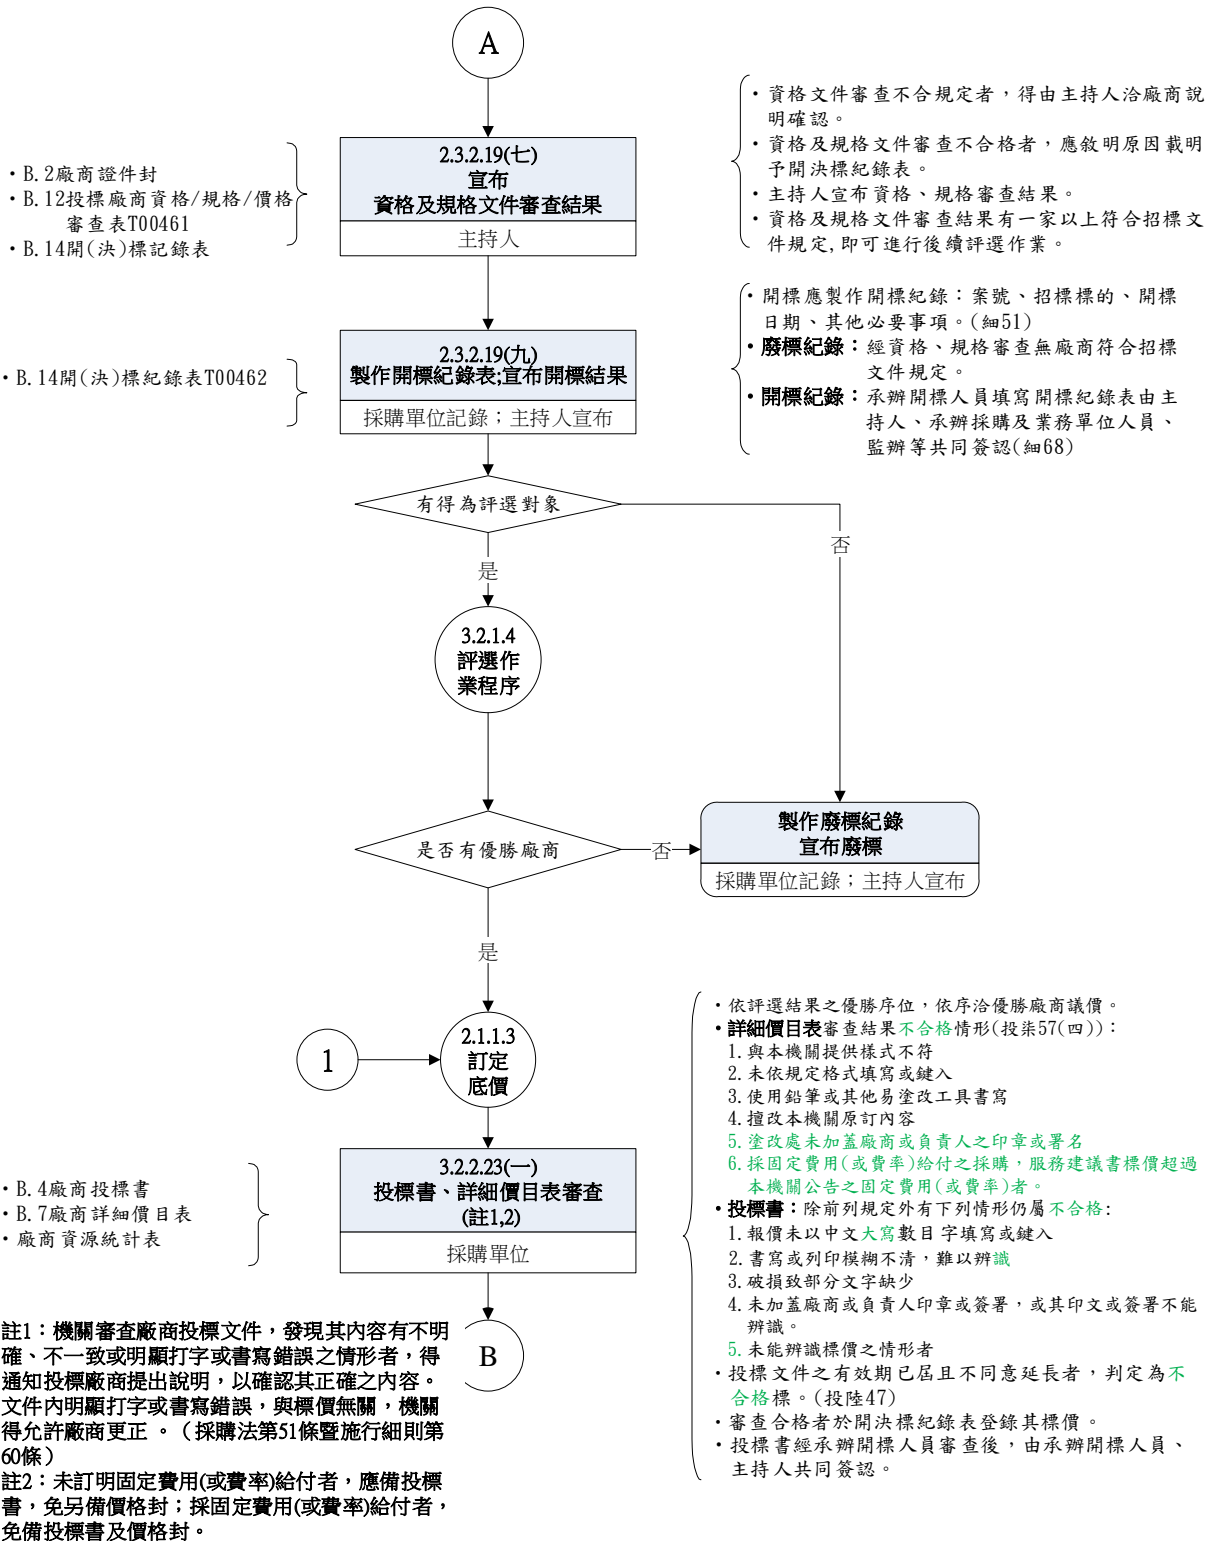 A
・B.2廠商證件封
・B.12投標廠商資格/規格/價格
審查表T00461
・B.14開(決)標記錄表
2.3.2.19(七)
宣布
資格及規格文件審查結果
主持人
・資格文件審查不合規定者，得由主持人洽廠商說
明確認。
・資格及規格文件審查不合格者，應敘明原因載明
予開決標紀錄表。
・主持人宣布資格、規格審查結果。
・資格及規格文件審查結果有一家以上符合招標文
件規定,即可進行後續評選作業。
・B.14開(決)標紀錄表T00462
2.3.2.19(九)
製作開標紀錄表;宣布開標結果
採購單位記錄；主持人宣布
・開標應製作開標紀錄：案號、招標標的、開標
日期、其他必要事項。(細51)
・廢標紀錄：經資格、規格審查無廠商符合招標
文件規定。
・開標紀錄：承辦開標人員填寫開標紀錄表由主
持人、承辦採購及業務單位人員、
監辦等共同簽認(細68)
有得為評選對象
否
是
3.2.1.4
評選作
業程序
是否有優勝廠商
否
製作廢標紀錄
宣布廢標
採購單位記錄；主持人宣布
是
1
2.1.1.3
訂定
底價
・B.4廠商投標書
・B.7廠商詳細價目表
・廠商資源統計表
3.2.2.23(一)
投標書、詳細價目表審查
(註1,2)
採購單位
・依評選結果之優勝序位，依序洽優勝廠商議價。
・詳細價目表審查結果不合格情形(投柒57(四))：
1.與本機關提供樣式不符
2.未依規定格式填寫或鍵入
3.使用鉛筆或其他易塗改工具書寫
4.擅改本機關原訂內容
5.塗改處未加蓋廠商或負責人之印章或署名
6.採固定費用(或費率)給付之採購，服務建議書標價超過
本機關公告之固定費用(或費率)者。
・投標書：除前列規定外有下列情形仍屬不合格:
1.報價未以中文大寫數目字填寫或鍵入
2.書寫或列印模糊不清，難以辨識
3.破損致部分文字缺少
4.未加蓋廠商或負責人印章或簽署，或其印文或簽署不能
辨識。
5.未能辨識標價之情形者
・投標文件之有效期已屆且不同意延長者，判定為不
合格標。(投陸47)
・審查合格者於開決標紀錄表登錄其標價。
・投標書經承辦開標人員審查後，由承辦開標人員、
主持人共同簽認。
B
註1：機關審查廠商投標文件，發現其內容有不明
確、不一致或明顯打字或書寫錯誤之情形者，得
通知投標廠商提出說明，以確認其正確之內容。
文件內明顯打字或書寫錯誤，與標價無關，機關
得允許廠商更正 。（採購法第51條暨施行細則第
60條）
註2：未訂明固定費用(或費率)給付者，應備投標
書，免另備價格封；採固定費用(或費率)給付者，
免備投標書及價格封。